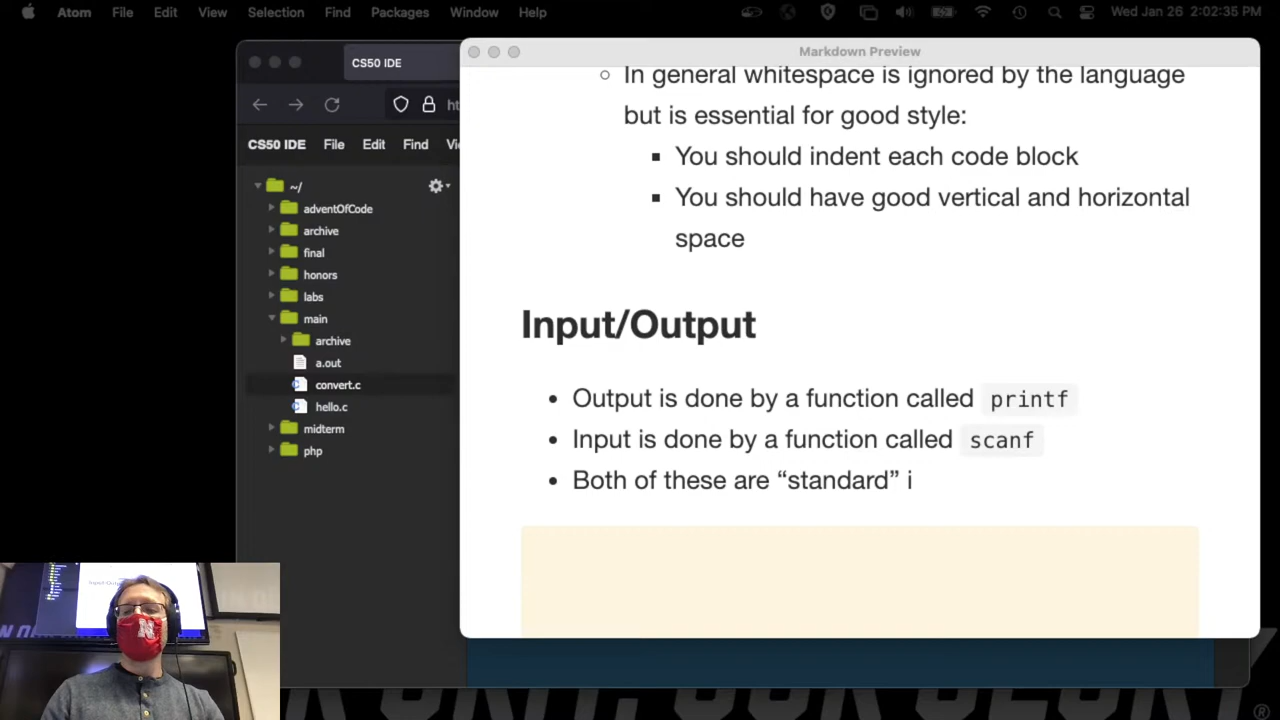 Atom File Edit View Selection Find Packages Window Help Wed Jan 26 2:02:35 PM
CS50 IDE
Markdown Preview
CS50 IDE File Edit Find
~/
adventOfCode
archive
final
honors
labs
main
archive
a.out
convert.c
hello.c
midterm
php
In general whitespace is ignored by the language
but is essential for good style:
You should indent each code block
You should have good vertical and horizontal
space
Input/Output
• Output is done by a function called printf
• Input is done by a function called scanf
• Both of these are “standard” i
N